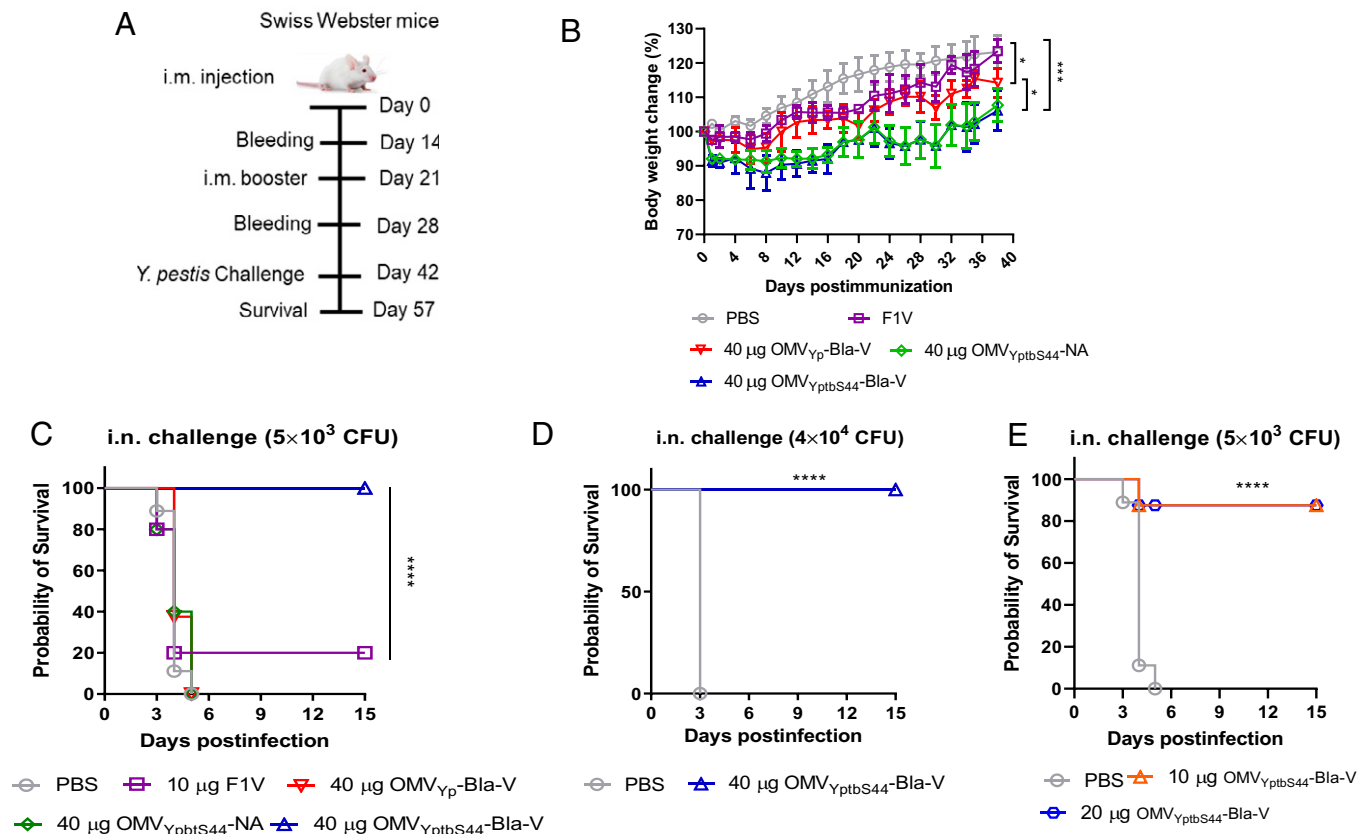 A
Swiss Webster mice
i.m. injection
Day 0
Bleeding
Day 14
i.m. booster
Day 21
Bleeding
Day 28
Y. pestis Challenge
Day 42
Survival
Day 57
B
Body weight change (%)
130
120
110
100
90
80
70
0 4 8 12 16 20 24 28 32 36 40
Days postimmunization
*
*
***
PBS F1V
40 µg OMVYp-Bla-V 40 µg OMVYptbS44-NA
40 µg OMVYptbS44-Bla-V
C
i.n. challenge (5×10³ CFU)
Probability of Survival
100
80
60
40
20
0
0 3 6 9 12 15
Days postinfection
****
PBS 10 µg F1V 40 µg OMVYp-Bla-V
40 µg OMVYpbtS44-NA 40 µg OMVYptbS44-Bla-V
D
i.n. challenge (4×10⁴ CFU)
Probability of Survival
100
50
0
0 3 6 9 12 15
Days postinfection
****
PBS 40 µg OMVYptbS44-Bla-V
E
i.n. challenge (5×10³ CFU)
Probability of Survival
100
80
60
40
20
0
0 3 6 9 12 15
Days postinfection
****
PBS 10 µg OMVYptbS44-Bla-V
20 µg OMVYptbS44-Bla-V